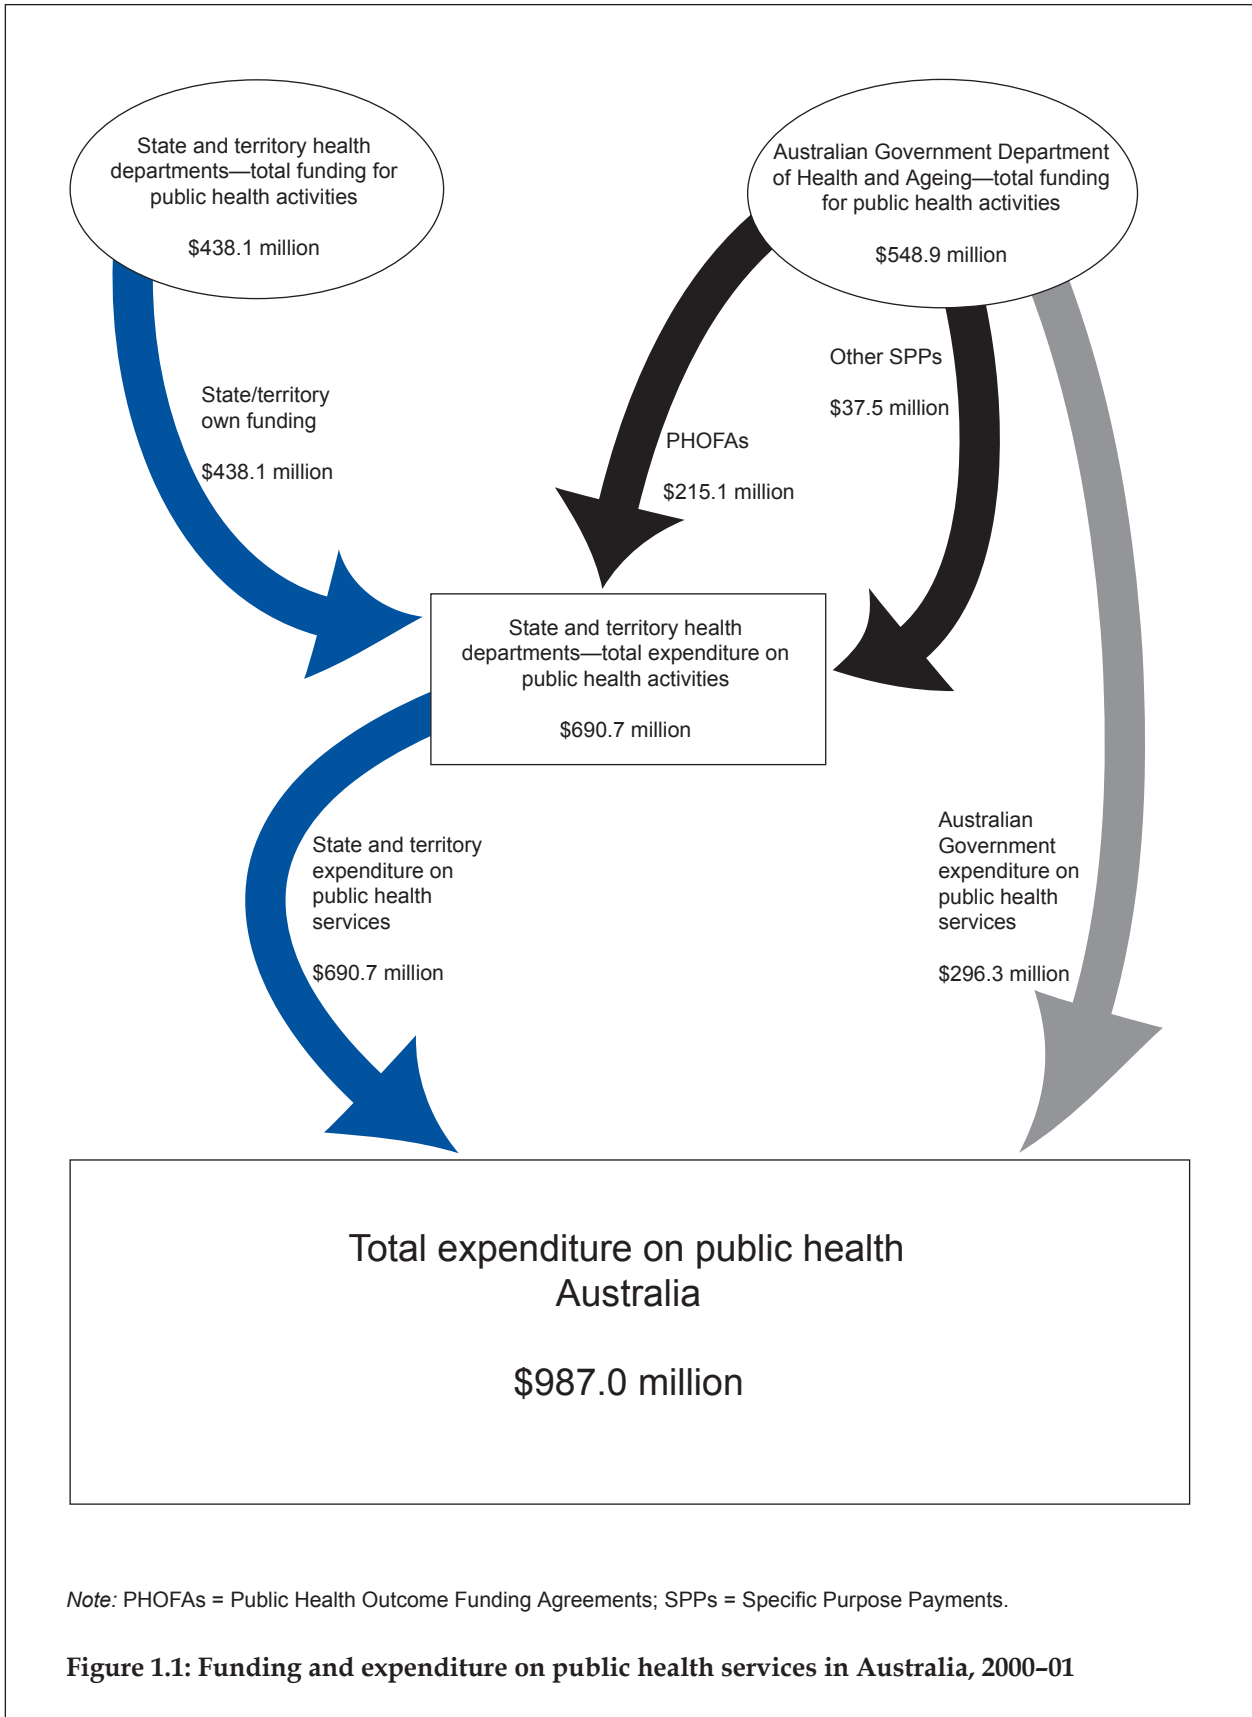 State and territory health
departments—total funding for
public health activities
$438.1 million
Australian Government Department
of Health and Ageing—total funding
for public health activities
$548.9 million
State/territory
own funding
$438.1 million
PHOFAs
$215.1 million
Other SPPs
$37.5 million
State and territory health
departments—total expenditure on
public health activities
$690.7 million
State and territory
expenditure on
public health
services
$690.7 million
Australian
Government
expenditure on
public health
services
$296.3 million
Total expenditure on public health
Australia
$987.0 million
Note: PHOFAs = Public Health Outcome Funding Agreements; SPPs = Specific Purpose Payments.
Figure 1.1: Funding and expenditure on public health services in Australia, 2000–01